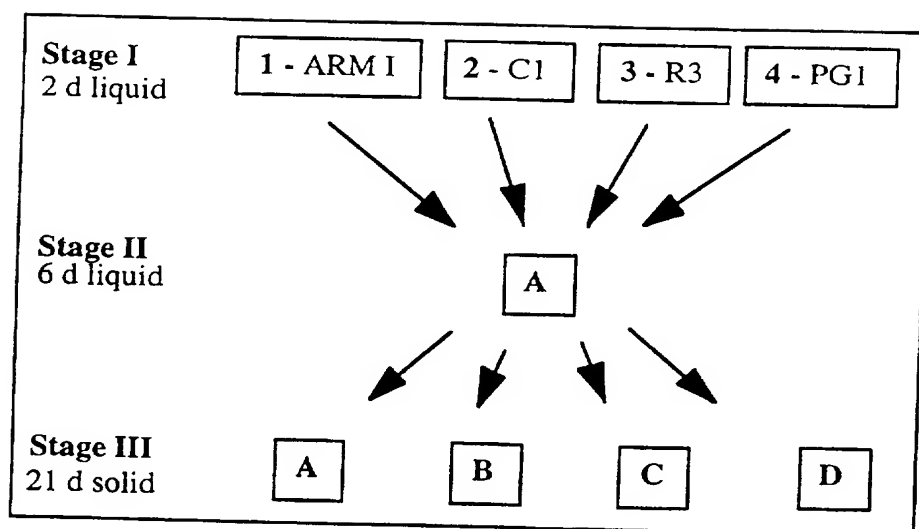 Stage I
2 d liquid
1 - ARM I
2 - C1
3 - R3
4 - PG1
Stage II
6 d liquid
A
Stage III
21 d solid
A
B
C
D